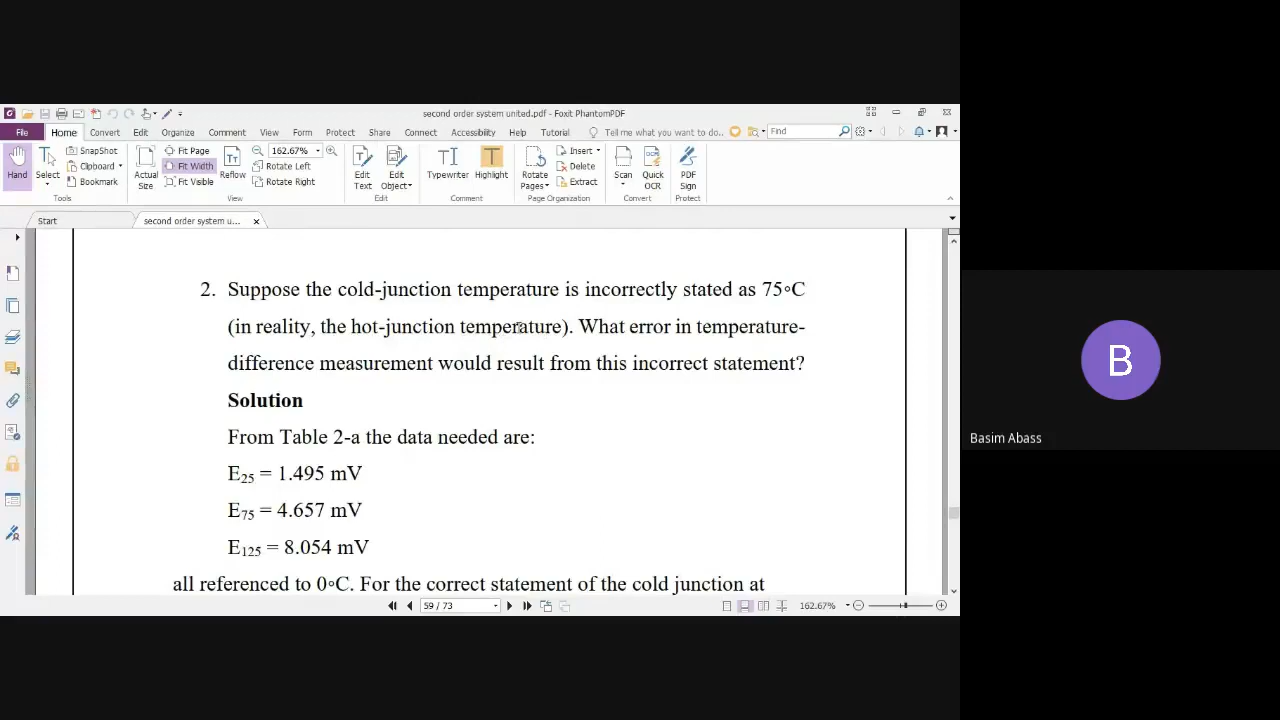 second order system united.pdf - Foxit PhantomPDF
File Home Convert Edit Organize Comment View Form Protect Share Connect Accessibility Help Tutorial Tell me what you want to do.. Find
Hand
Select
SnapShot
Clipboard
Bookmark
Tools
Actual Size
Fit Page
Fit Width
Fit Visible
Reflow
162.67%
Rotate Left
Rotate Right
View
Edit Text
Edit Object
Edit
Typewriter
Highlight
Comment
Rotate Pages
Insert
Delete
Extract
Page Organization
Scan
Quick OCR
Convert
PDF Sign
Protect
Start
second order system u...
2. Suppose the cold-junction temperature is incorrectly stated as 75∘C
(in reality, the hot-junction temperature). What error in temperature-
difference measurement would result from this incorrect statement?
Solution
From Table 2-a the data needed are:
E25 = 1.495 mV
E75 = 4.657 mV
E125 = 8.054 mV
all referenced to 0∘C. For the correct statement of the cold junction at
59 / 73
162.67%
B
Basim Abass